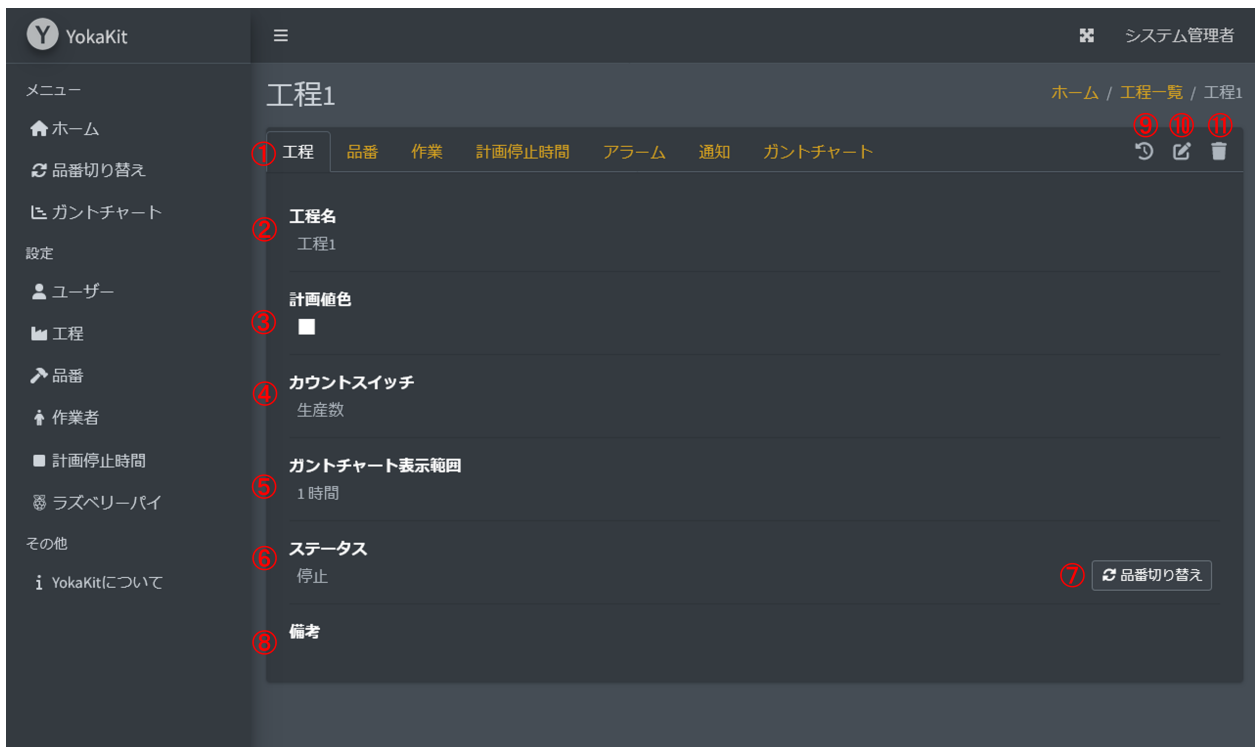 Y YokaKit
システム管理者
メニュー
ホーム
品番切り替え
ガントチャート
設定
ユーザー
工程
品番
作業者
計画停止時間
ラズベリーパイ
その他
i YokaKitについて
工程1
ホーム / 工程一覧 / 工程1
⑨ ⑩ ⑪
① 工程 品番 作業 計画停止時間 アラーム 通知 ガントチャート
② 工程名
工程1
③ 計画値色
④ カウントスイッチ
生産数
⑤ ガントチャート表示範囲
1時間
⑥ ステータス
停止
⑦ 品番切り替え
⑧ 備考